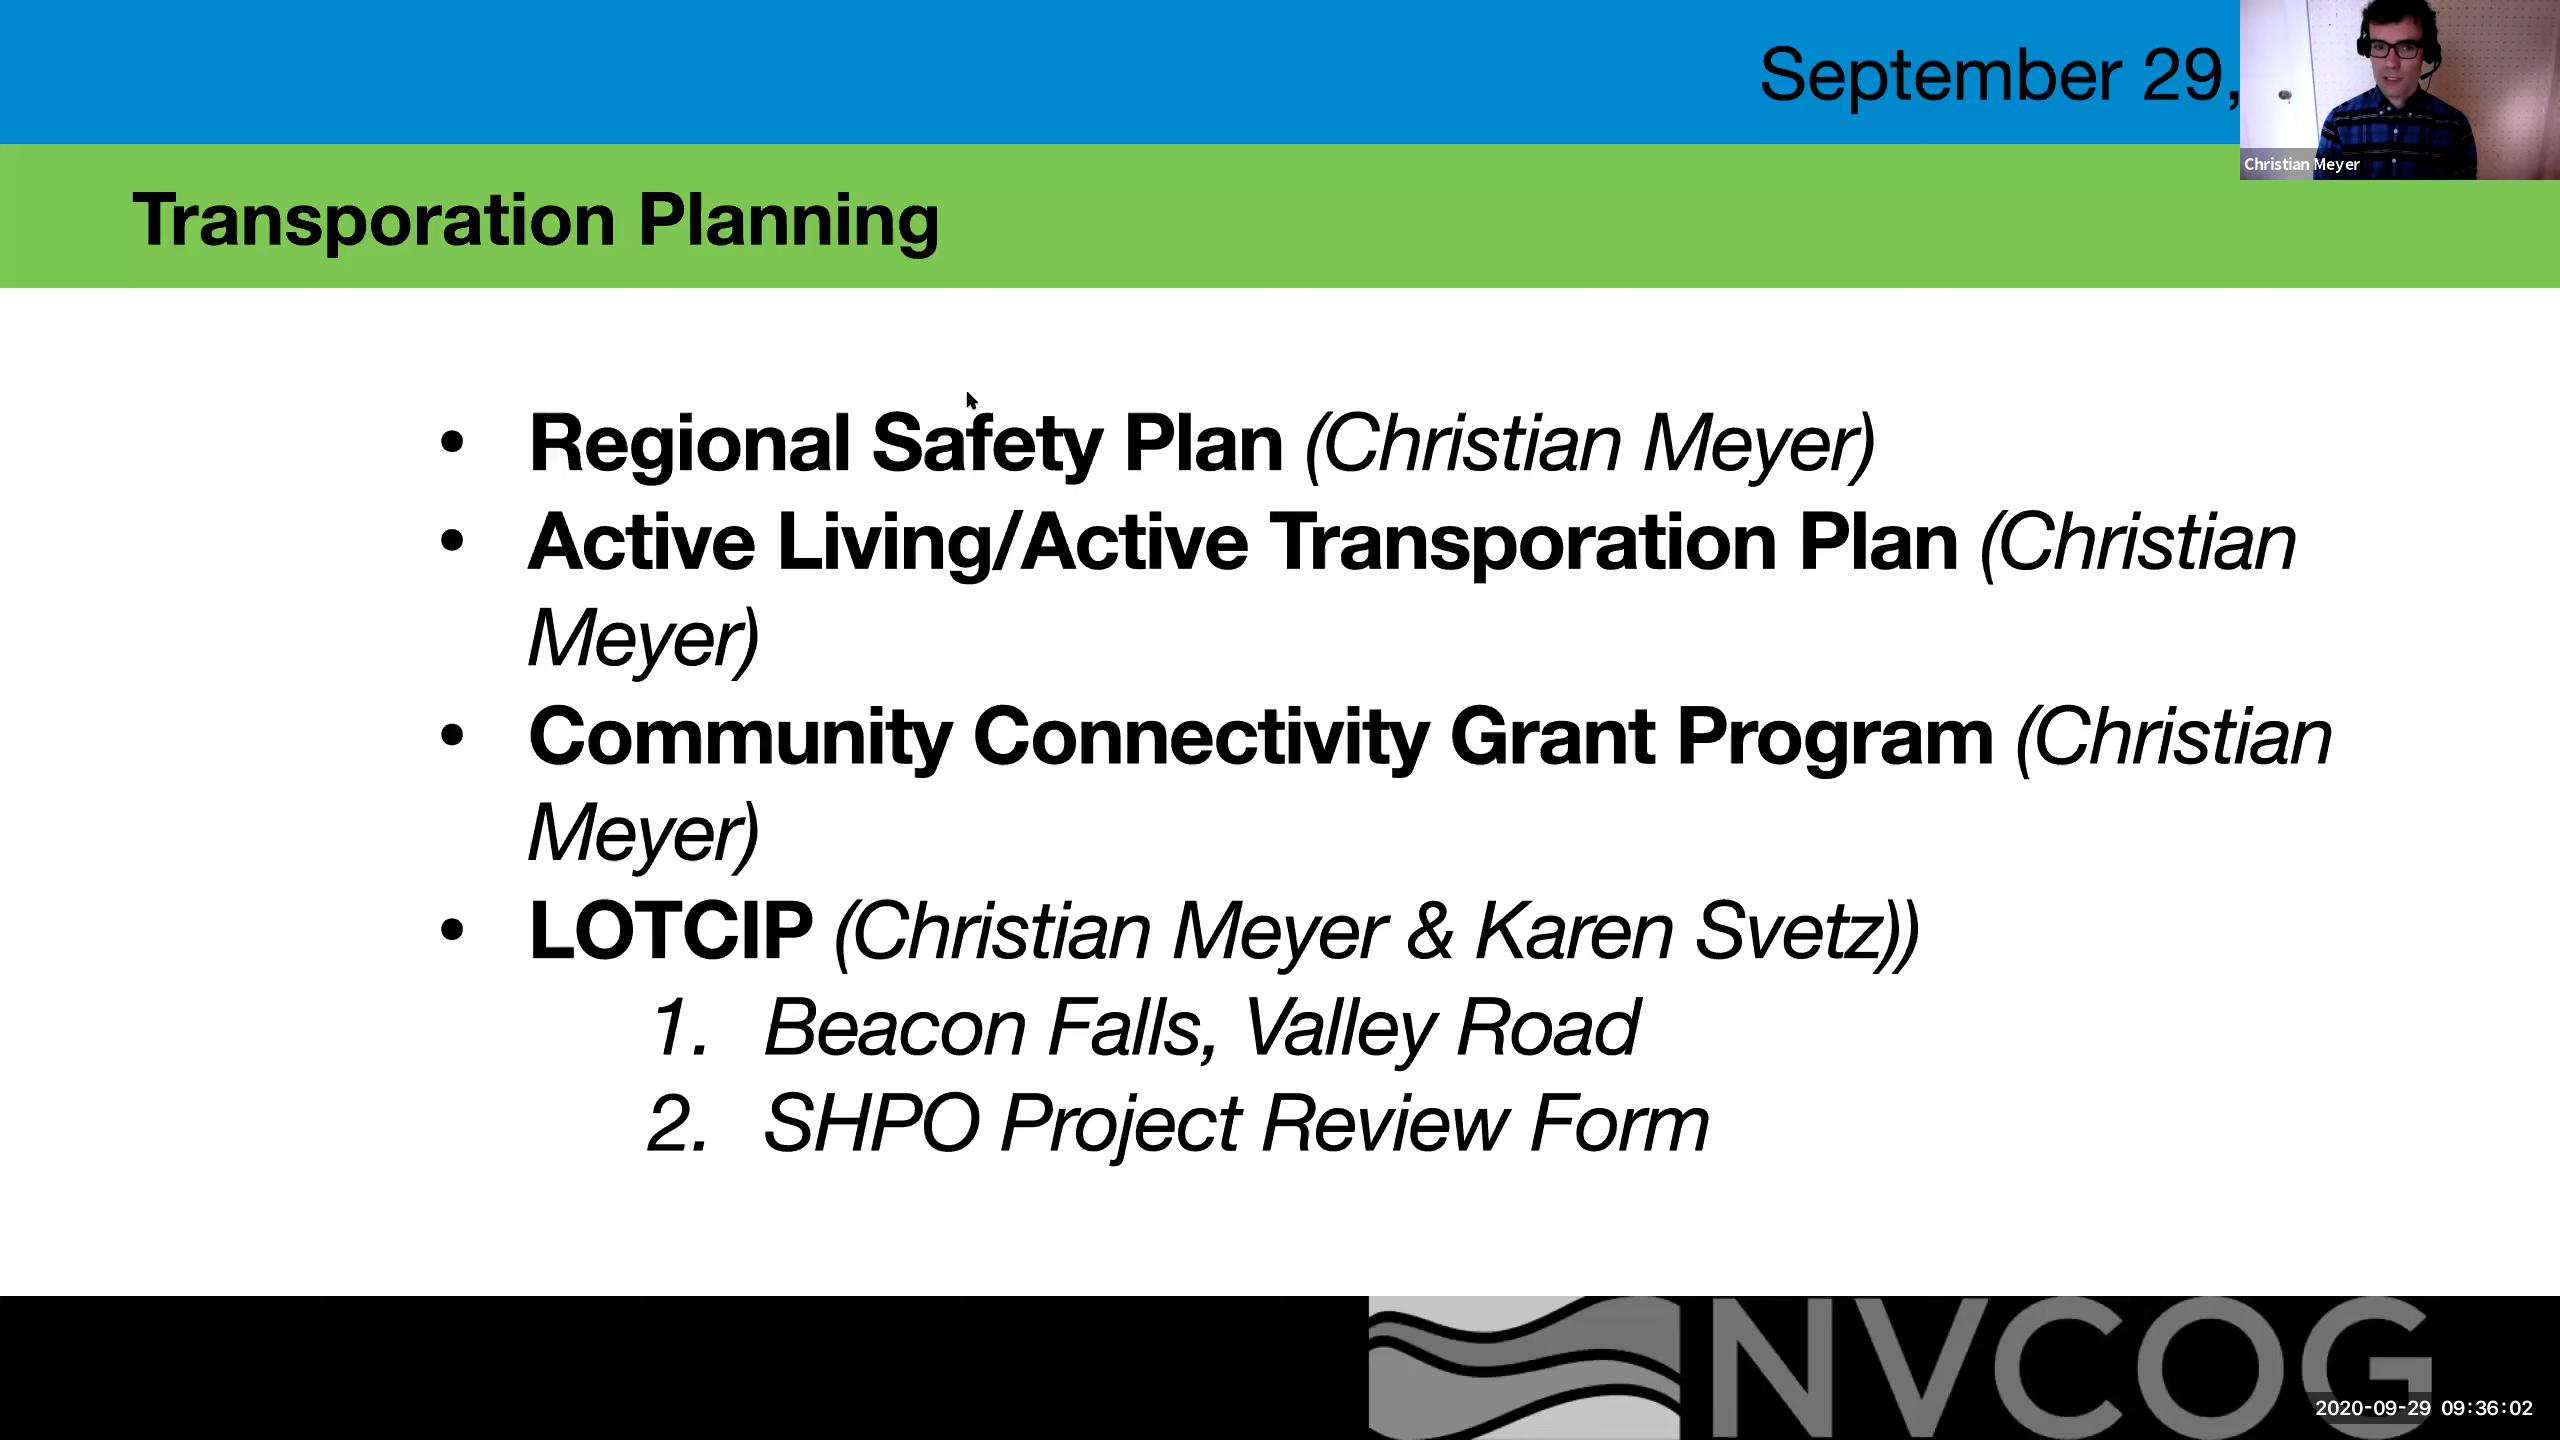 September 29,
Christian Meyer
Transporation Planning
• Regional Safety Plan (Christian Meyer)
• Active Living/Active Transporation Plan (Christian
Meyer)
• Community Connectivity Grant Program (Christian
Meyer)
• LOTCIP (Christian Meyer & Karen Svetz))
1. Beacon Falls, Valley Road
2. SHPO Project Review Form
NVCOG
2020-09-29 09:36:02